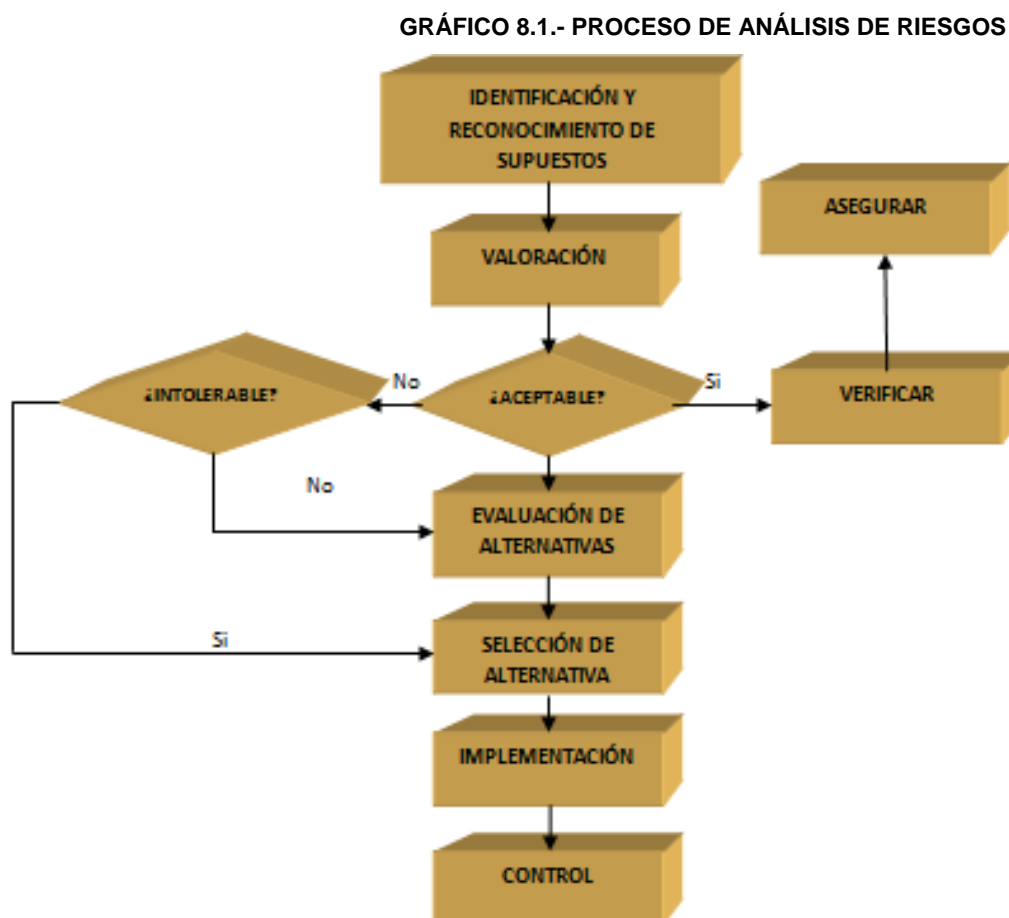 GRÁFICO 8.1.- PROCESO DE ANÁLISIS DE RIESGOS
IDENTIFICACIÓN Y
RECONOCIMIENTO DE
SUPUESTOS
ASEGURAR
VALORACIÓN
¿INTOLERABLE?
No
¿ACEPTABLE?
Si
VERIFICAR
No
EVALUACIÓN DE
ALTERNATIVAS
Si
SELECCIÓN DE
ALTERNATIVA
IMPLEMENTACIÓN
CONTROL